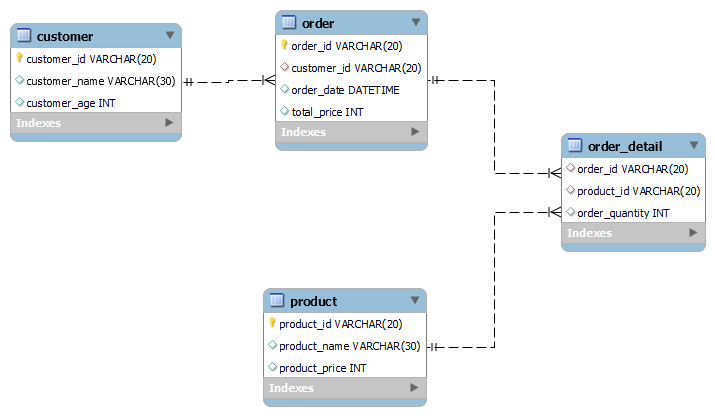 customer
customer_id VARCHAR(20)
customer_name VARCHAR(30)
customer_age INT
Indexes
order
order_id VARCHAR(20)
customer_id VARCHAR(20)
order_date DATETIME
total_price INT
Indexes
order_detail
order_id VARCHAR(20)
product_id VARCHAR(20)
order_quantity INT
Indexes
product
product_id VARCHAR(20)
product_name VARCHAR(30)
product_price INT
Indexes